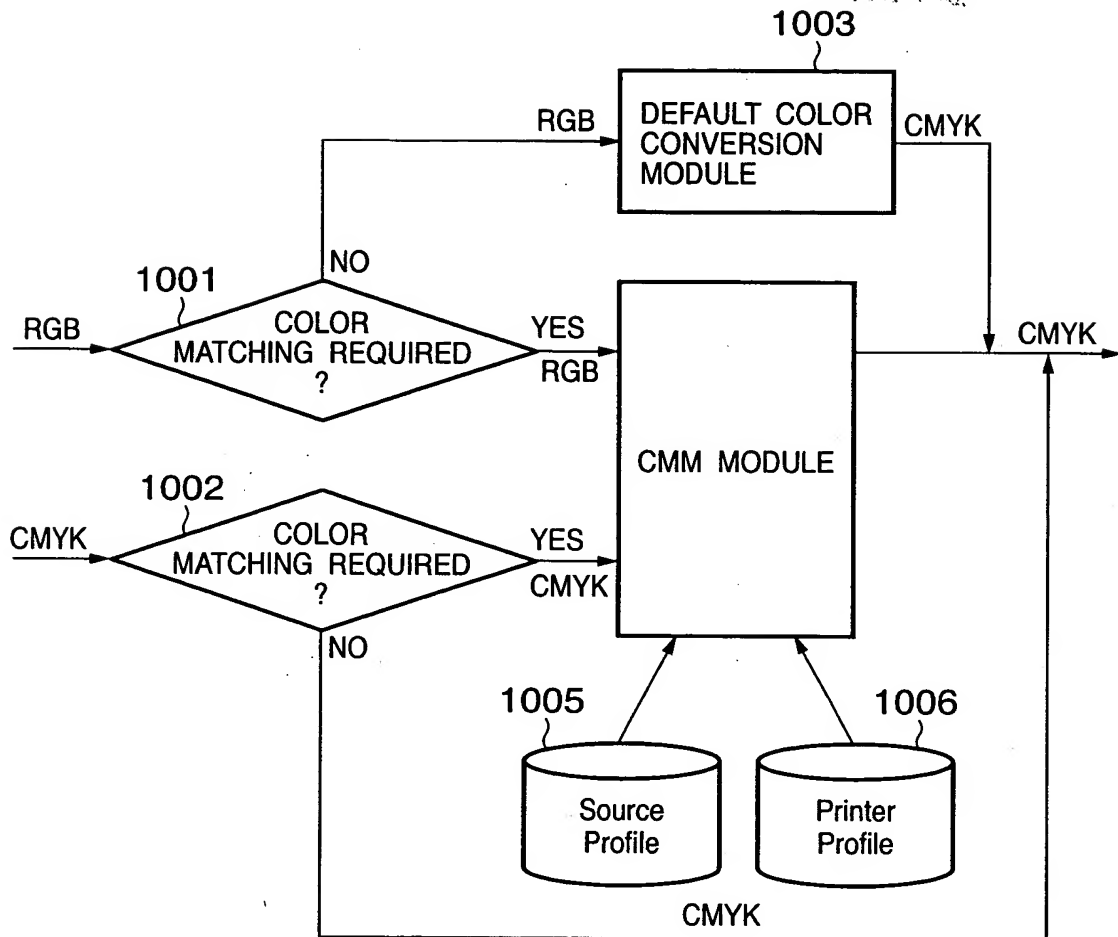 1003
RGB
DEFAULT COLOR
CONVERSION
MODULE
CMYK
NO
1001
RGB
COLOR
MATCHING REQUIRED
?
YES
RGB
CMM MODULE
CMYK
1002
CMYK
COLOR
MATCHING REQUIRED
?
YES
CMYK
NO
1005
1006
Source
Profile
Printer
Profile
CMYK